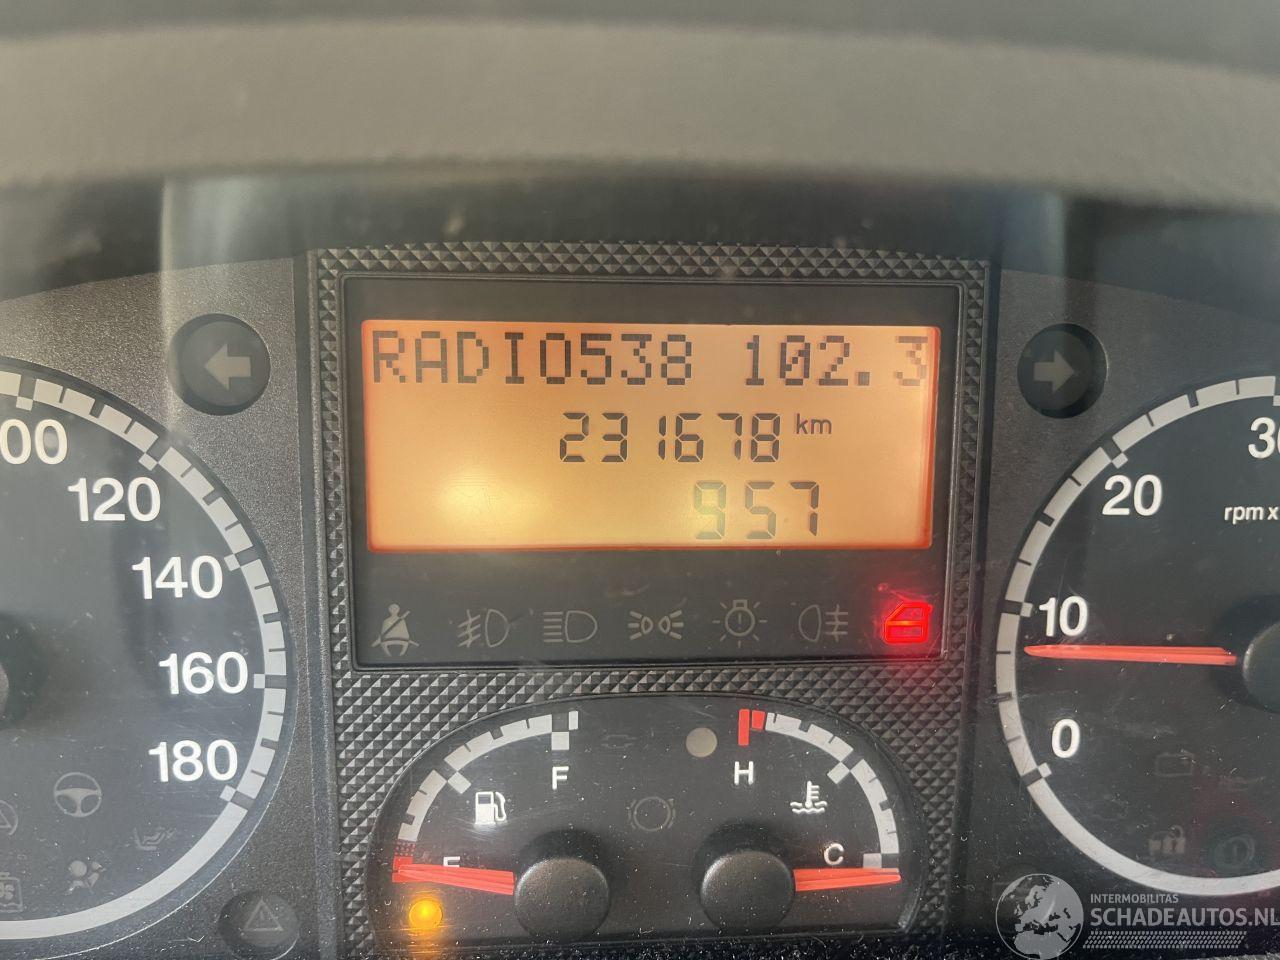 RADIO538 102.3
231678 km
957
00
120
140
160
180
30
20
rpm x
10
0
F
E
H
C
INTERMOBILITAS
SCHADEAUTOS.NL